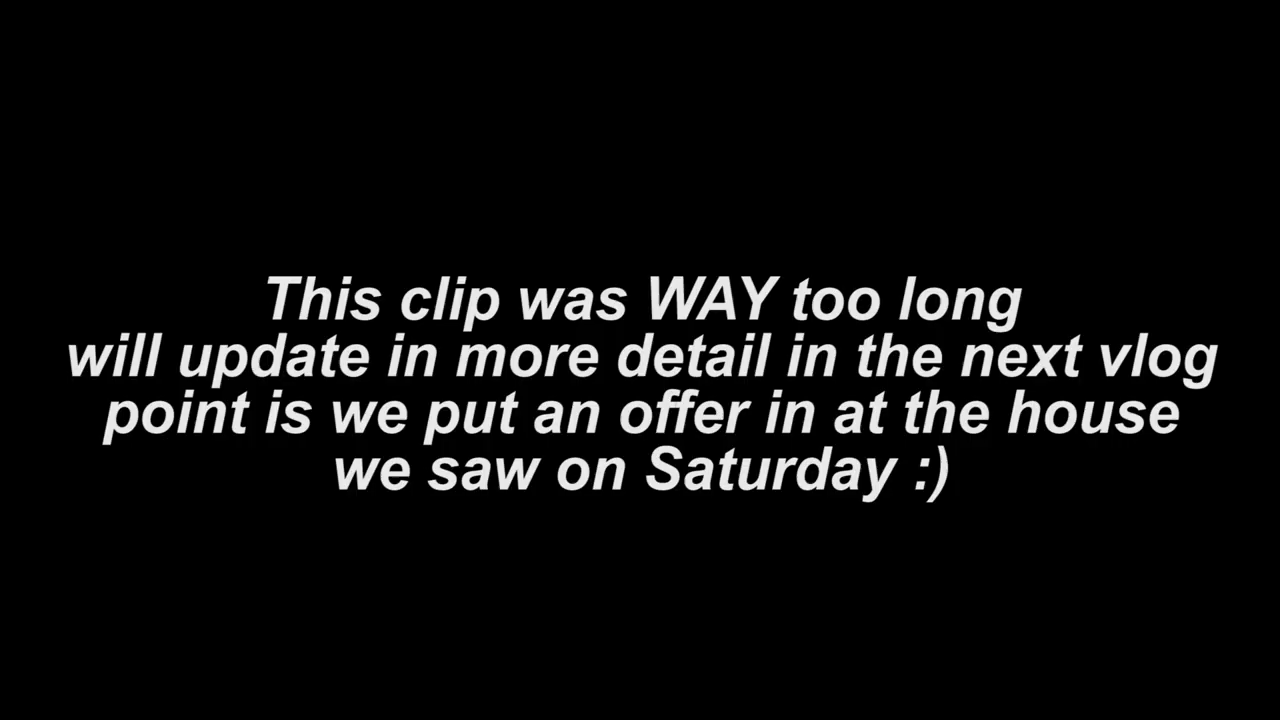 This clip was WAY too long
will update in more detail in the next vlog
point is we put an offer in at the house
we saw on Saturday :)